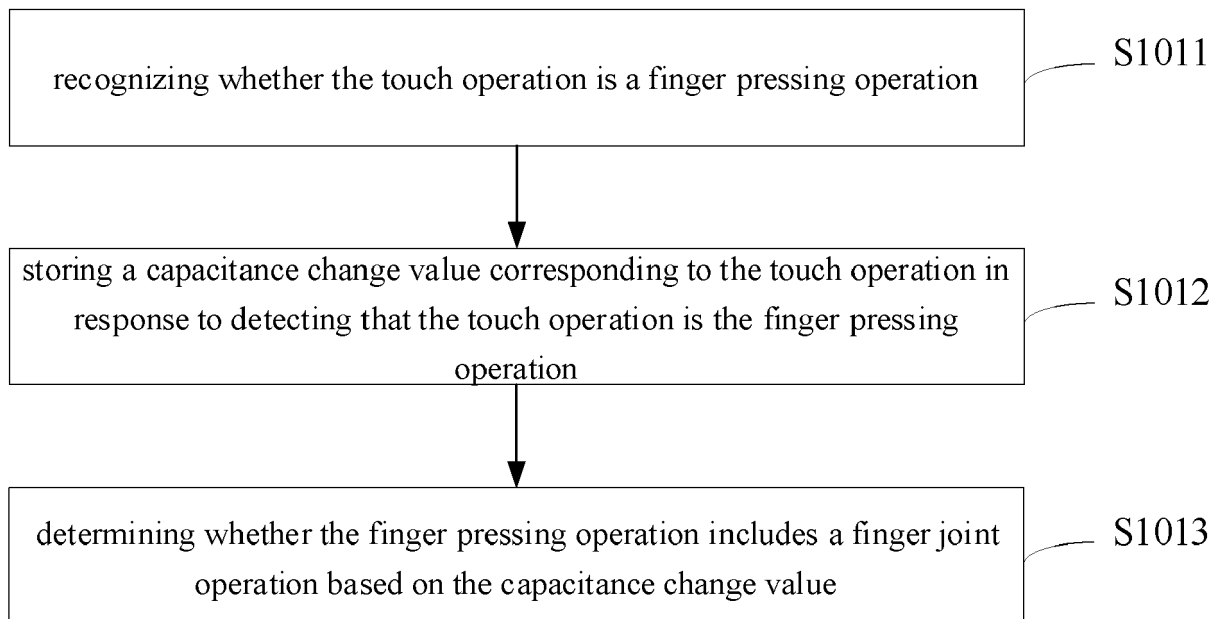 S1011
recognizing whether the touch operation is a finger pressing operation
S1012
storing a capacitance change value corresponding to the touch operation in
response to detecting that the touch operation is the finger pressing
operation
S1013
determining whether the finger pressing operation includes a finger joint
operation based on the capacitance change value